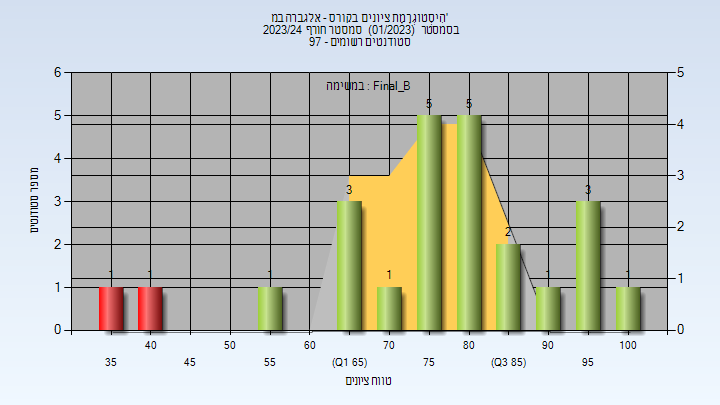 היסטוגרמת ציונים בקורס - אלגברה במ'
בסמסטר (01/2023) סמסטר חורף 2023/24
סטודנטים רשומים - 97
במשימה : Final_B
6 5 4 3 2 1 0
מספר סטודנטים
5 4 3 2 1 0
1 1 1 3 1 5 5 2 1 3 1
40 50 60 70 80 90 100
35 45 55 (Q1 65) 75 (Q3 85) 95
טווח ציונים